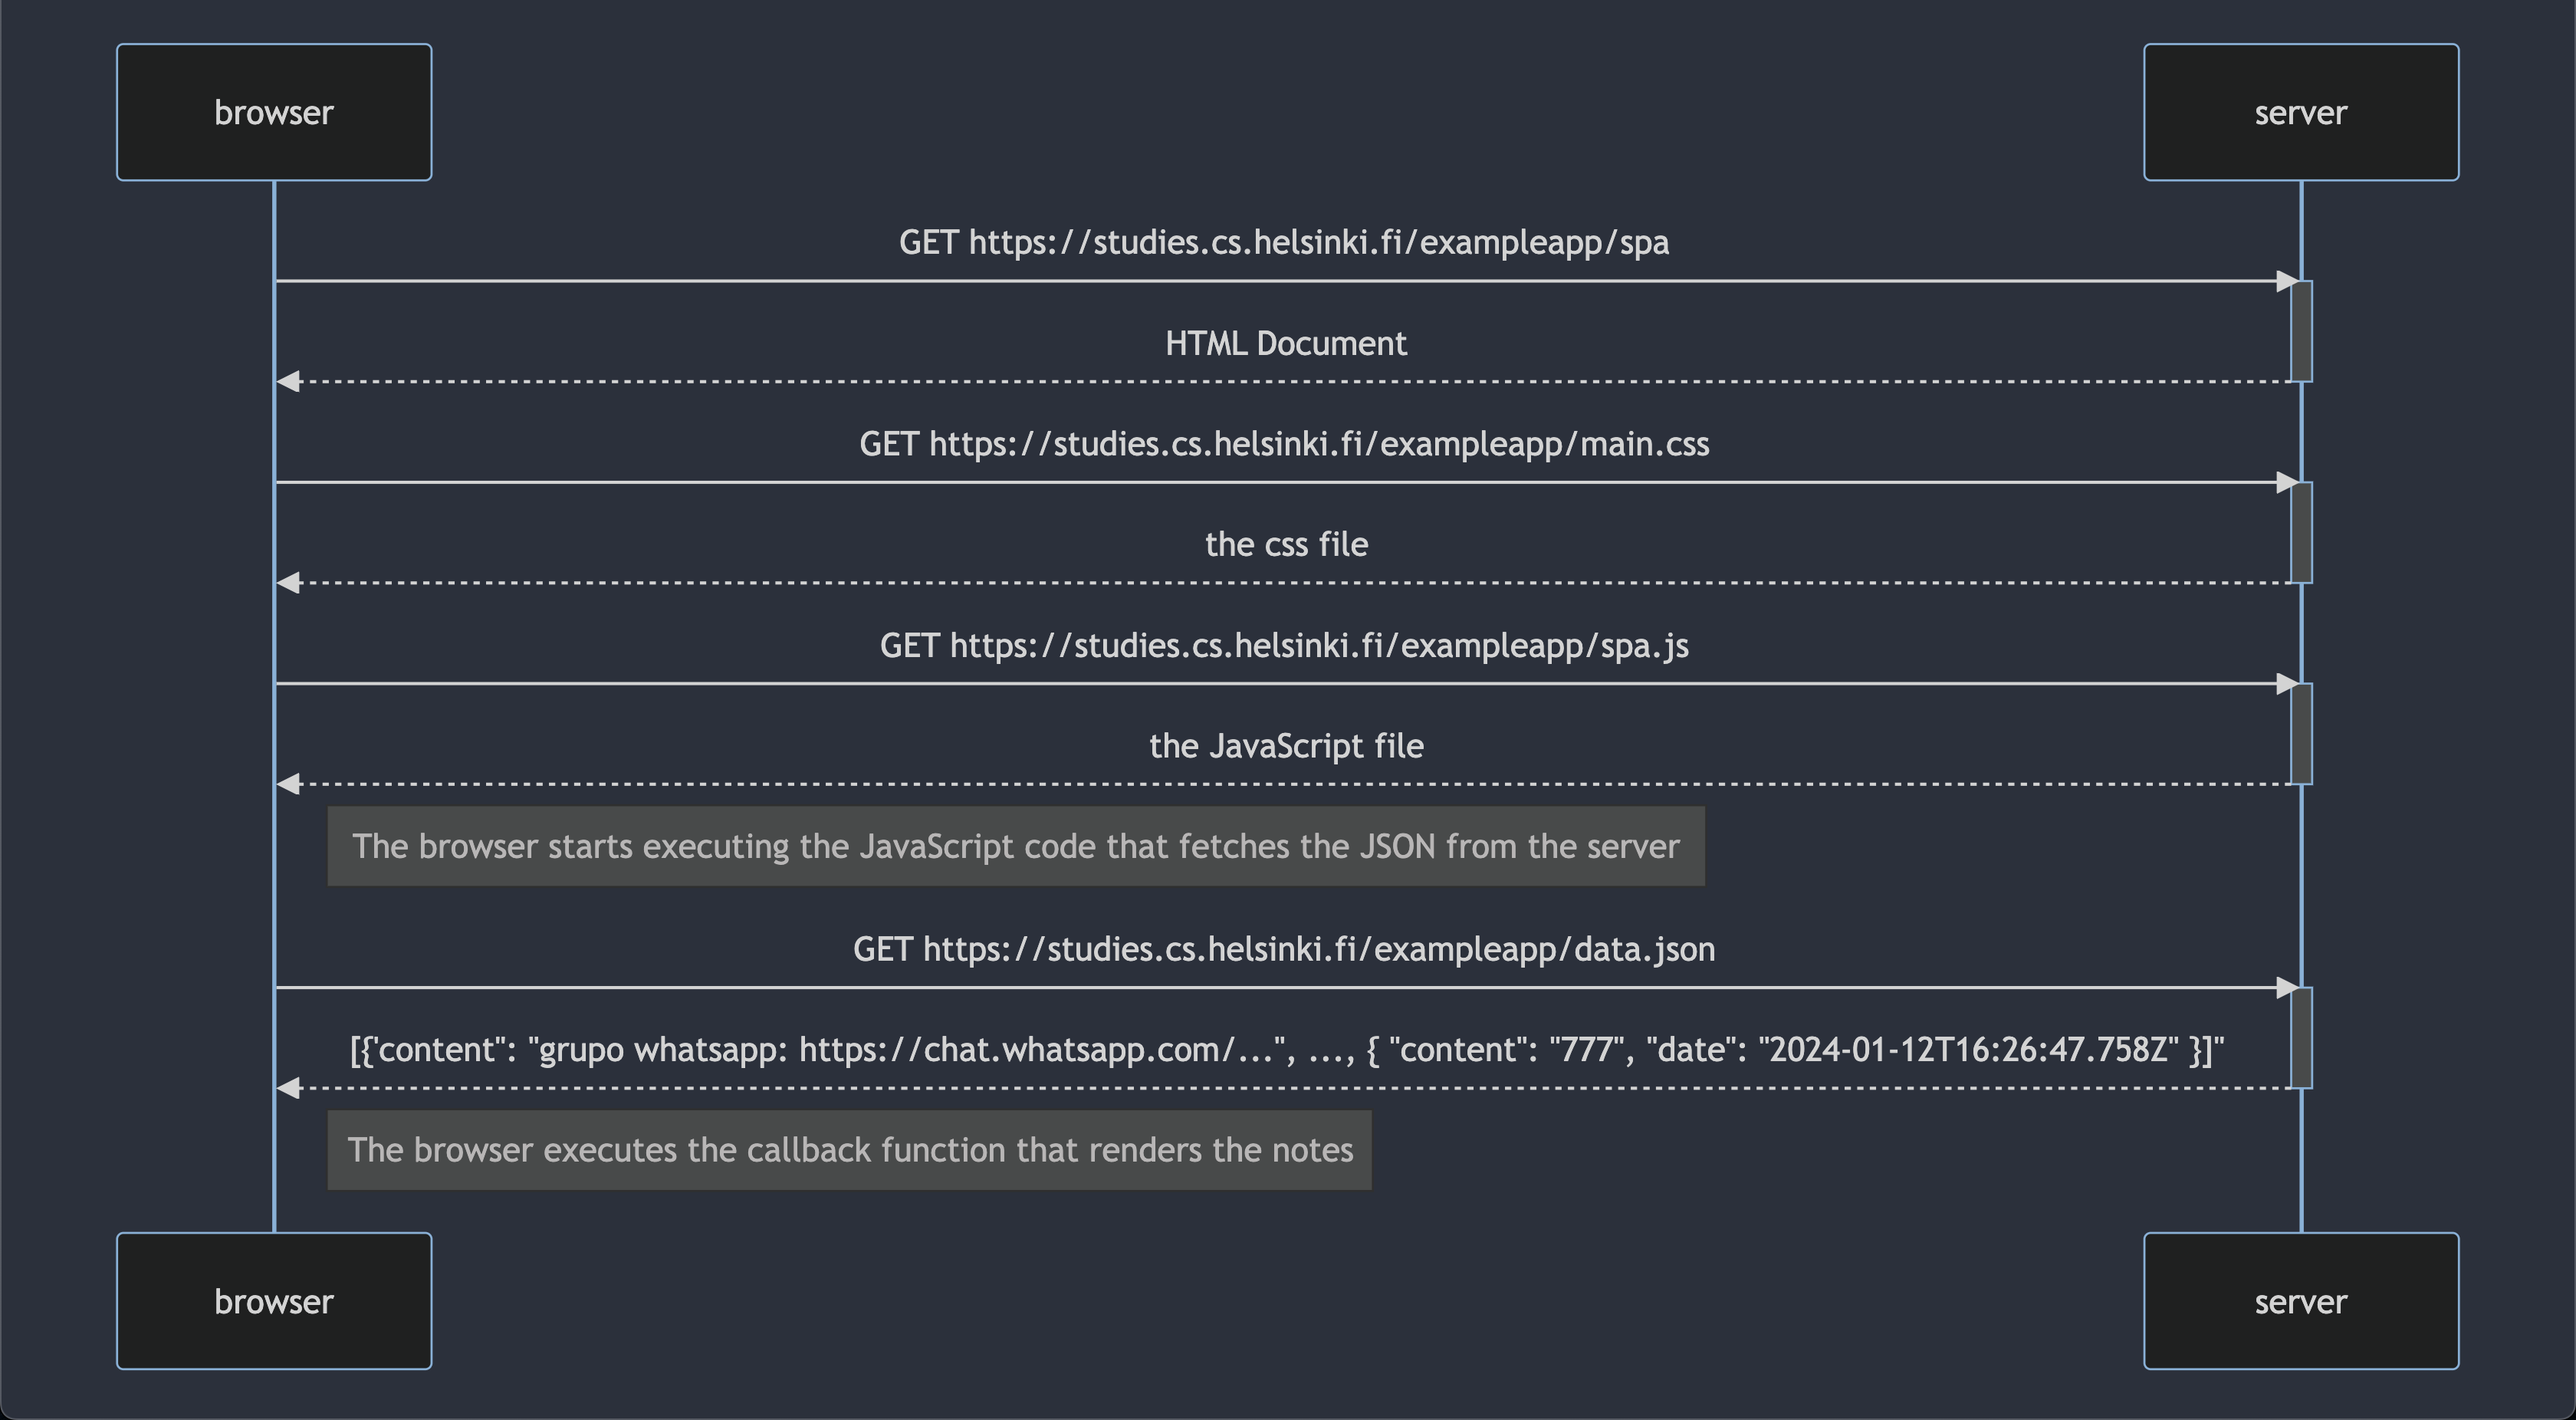 browser
server
GET https://studies.cs.helsinki.fi/exampleapp/spa
HTML Document
GET https://studies.cs.helsinki.fi/exampleapp/main.css
the css file
GET https://studies.cs.helsinki.fi/exampleapp/spa.js
the JavaScript file
The browser starts executing the JavaScript code that fetches the JSON from the server
GET https://studies.cs.helsinki.fi/exampleapp/data.json
[{'content": "grupo whatsapp: https://chat.whatsapp.com/...", ..., { "content": "777", "date": "2024-01-12T16:26:47.758Z" }]"
The browser executes the callback function that renders the notes
browser
server